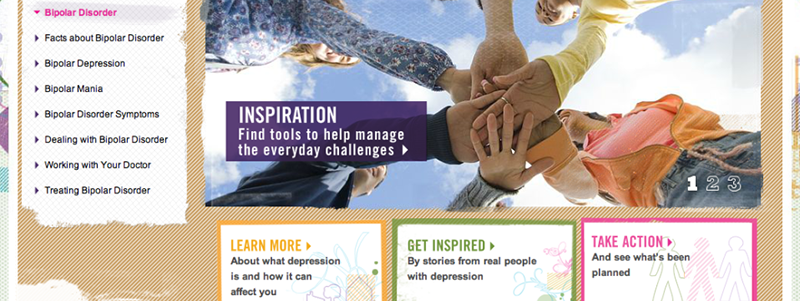 Bipolar Disorder
Facts about Bipolar Disorder
Bipolar Depression
Bipolar Mania
Bipolar Disorder Symptoms
Dealing with Bipolar Disorder
Working with Your Doctor
Treating Bipolar Disorder
INSPIRATION
Find tools to help manage
the everyday challenges
1 2 3
LEARN MORE
About what depression
is and how it can
affect you
GET INSPIRED
By stories from real people
with depression
TAKE ACTION
And see what's been
planned